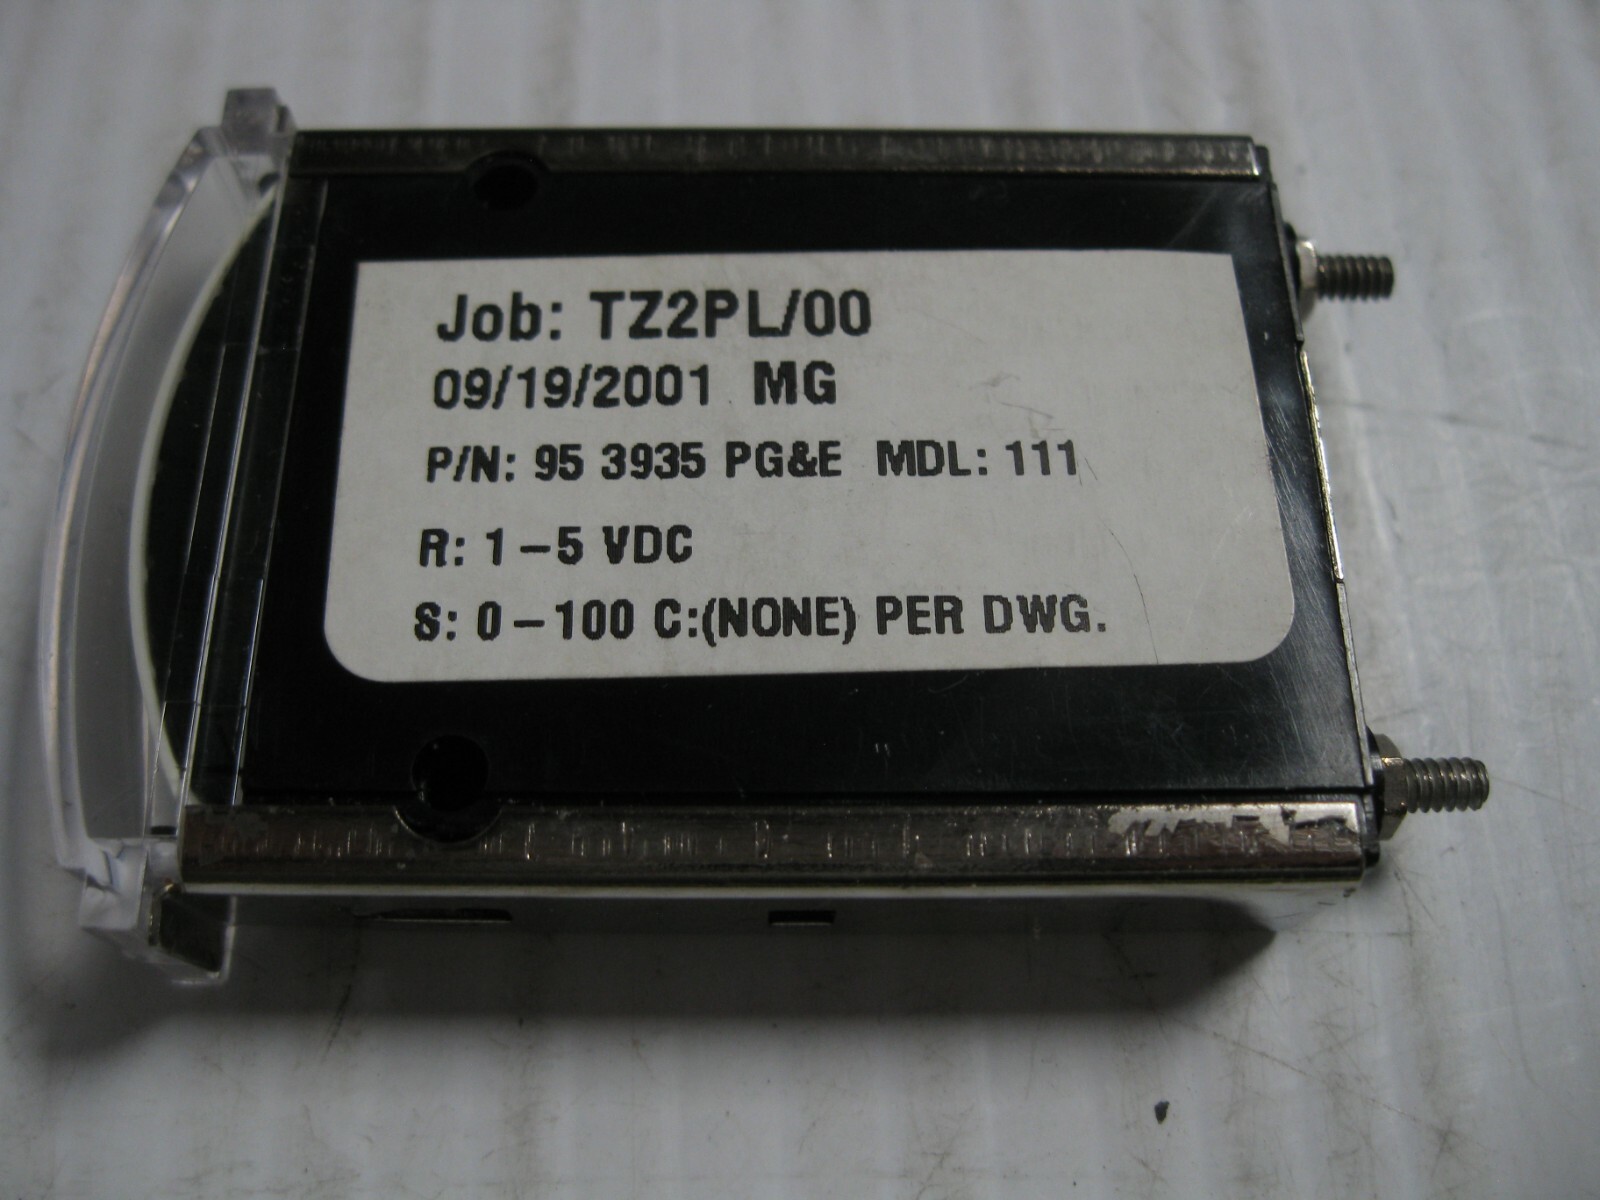 Job: TZ2PL/00
09/19/2001 MG
P/N: 95 3935 PG&E MDL: 111
R: 1-5 VDC
S: 0-100 C:(NONE) PER DWG.